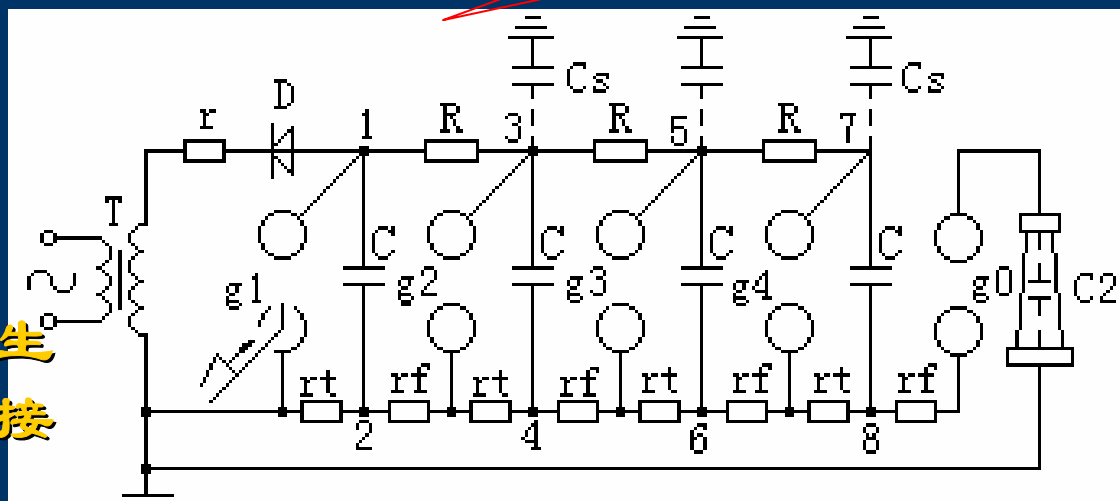 Cs Cs
r D 1 R 3 R 5 R 7
T
C C C C
g1 g2 g3 g4 g0 C2
生
rt rf rt rf rt rf rt rf
接
2 4 6 8